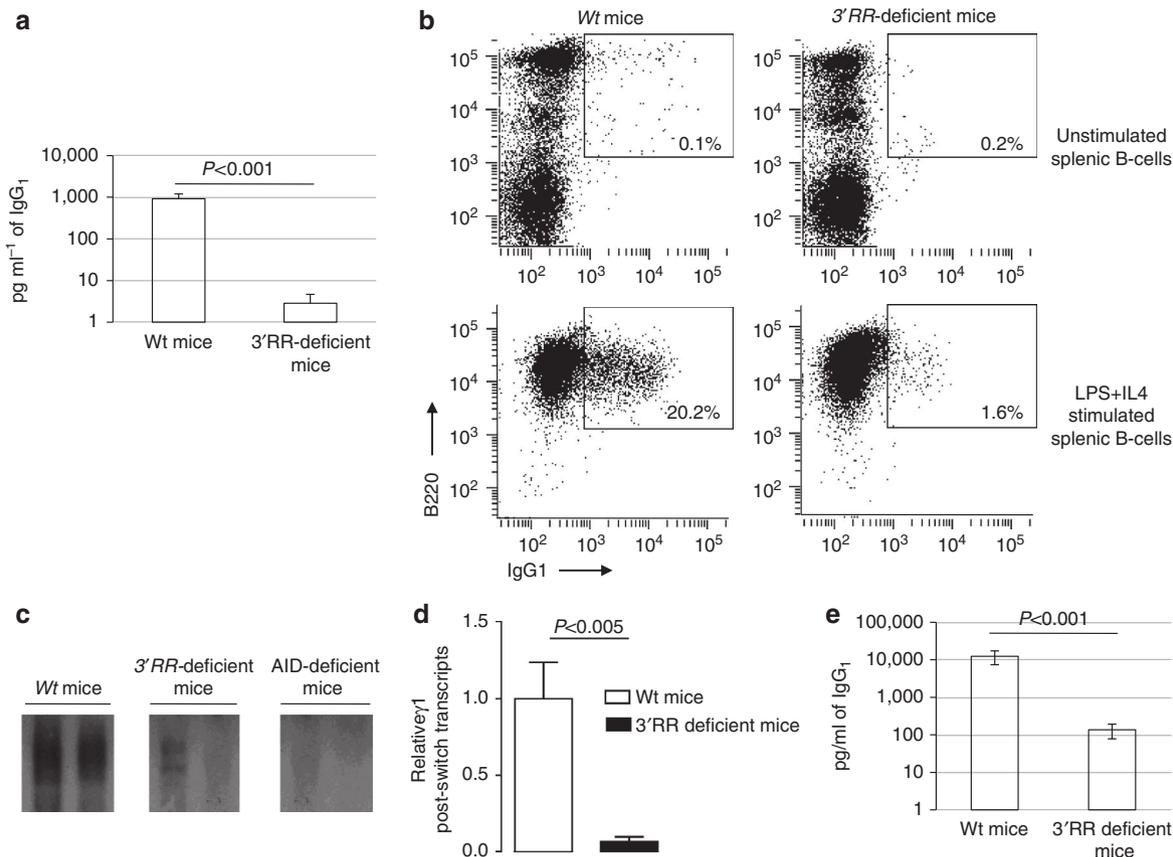 a
10,000
1,000
100
10
1
pg ml⁻¹ of IgG₁
P<0.001
Wt mice
3′RR-deficient
mice
b
Wt mice
3′RR-deficient mice
10⁵
10⁴
10³
10²
0.1%
10² 10³ 10⁴ 10⁵
10⁵
10⁴
10³
10²
0.2%
10² 10³ 10⁴ 10⁵
Unstimulated
splenic B-cells
10⁵
10⁴
10³
10²
20.2%
10² 10³ 10⁴ 10⁵
B220
IgG1
10⁵
10⁴
10³
10²
1.6%
10² 10³ 10⁴ 10⁵
LPS+IL4
stimulated
splenic B-cells
c
Wt mice
3′RR-deficient
mice
AID-deficient
mice
d
Relativeγ1
post-switch transcripts
1.5
1.0
0.5
0.0
P<0.005
Wt mice
3′RR deficient mice
e
pg/ml of IgG₁
100,000
10,000
1,000
100
10
1
P<0.001
Wt mice
3′RR deficient
mice